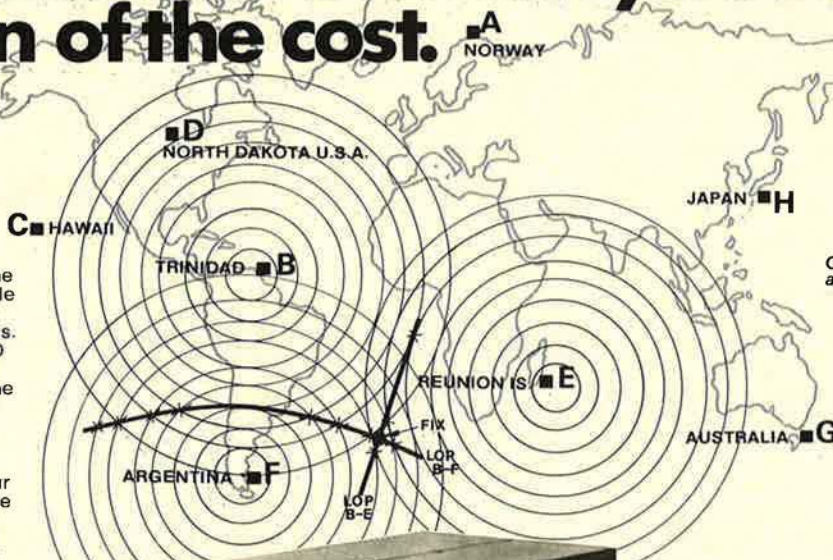 n of the cost.
A
NORWAY
D
NORTH DAKOTA U.S.A.
JAPAN H
C HAWAII
TRINIDAD B
REUNION IS. E
FIX
LOP
B-F
AUSTRALIA G
ARGENTINA F
LOP
B-E